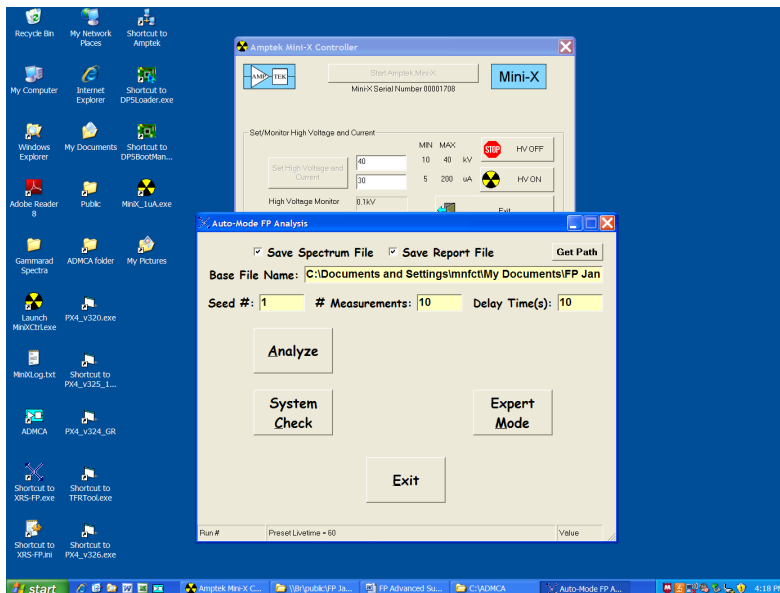 Recycle Bin
My Network
Places
Shortcut to
Amptek
My Computer
Internet
Explorer
Shortcut to
DP5Loader.exe
Windows
Explorer
My Documents
Shortcut to
DP5BootMan...
Adobe Reader
8
Public
MiniX_1uA.exe
Gammarad
Spectra
ADMCA folder
My Pictures
Launch
MiniXCtrl.exe
PX4_v320.exe
MiniXLog.txt
Shortcut to
PX4_v325_1...
ADMCA
PX4_v324_GR
Shortcut to
XRS-FP.exe
Shortcut to
TFRTool.exe
Shortcut to
XRS-FP.ini
Shortcut to
PX4_v326.exe
Amptek Mini-X Controller
AMP TEK
Start Amptek Mini-X
Mini-X
Mini-X Serial Number 00001708
Set/Monitor High Voltage and Current
MIN MAX
Set High Voltage and
Current
40
10 40 kV
STOP
HV OFF
30
5 200 uA
HV ON
High Voltage Monitor
0.1kV
Exit
Auto-Mode FP Analysis
Save Spectrum File Save Report File Get Path
Base File Name: C:\Documents and Settings\mnfct\My Documents\FP Jan
Seed #: 1 # Measurements: 10 Delay Time(s): 10
Analyze
System
Check
Expert
Mode
Exit
Run # Preset Livetime = 60 Value
start
Amptek Mini-X C...
\\Br\public\FP Ja...
FP Advanced Su...
C:\ADMCA
Auto-Mode FP A...
4:18 PM